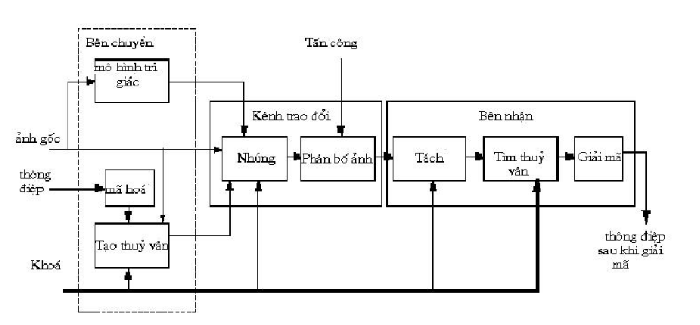 Bên chuyển
Tấn công
mô hình tri
giác
Kênh trao đổi
Bên nhận
ảnh gốc
Nhúng
Phân bố ảnh
Tách
Tìm thuỷ
vân
Giải mã
thông
điệp
mã hoá
Tạo thuỷ vân
thông điệp
sau khi giải
mã
Khoá